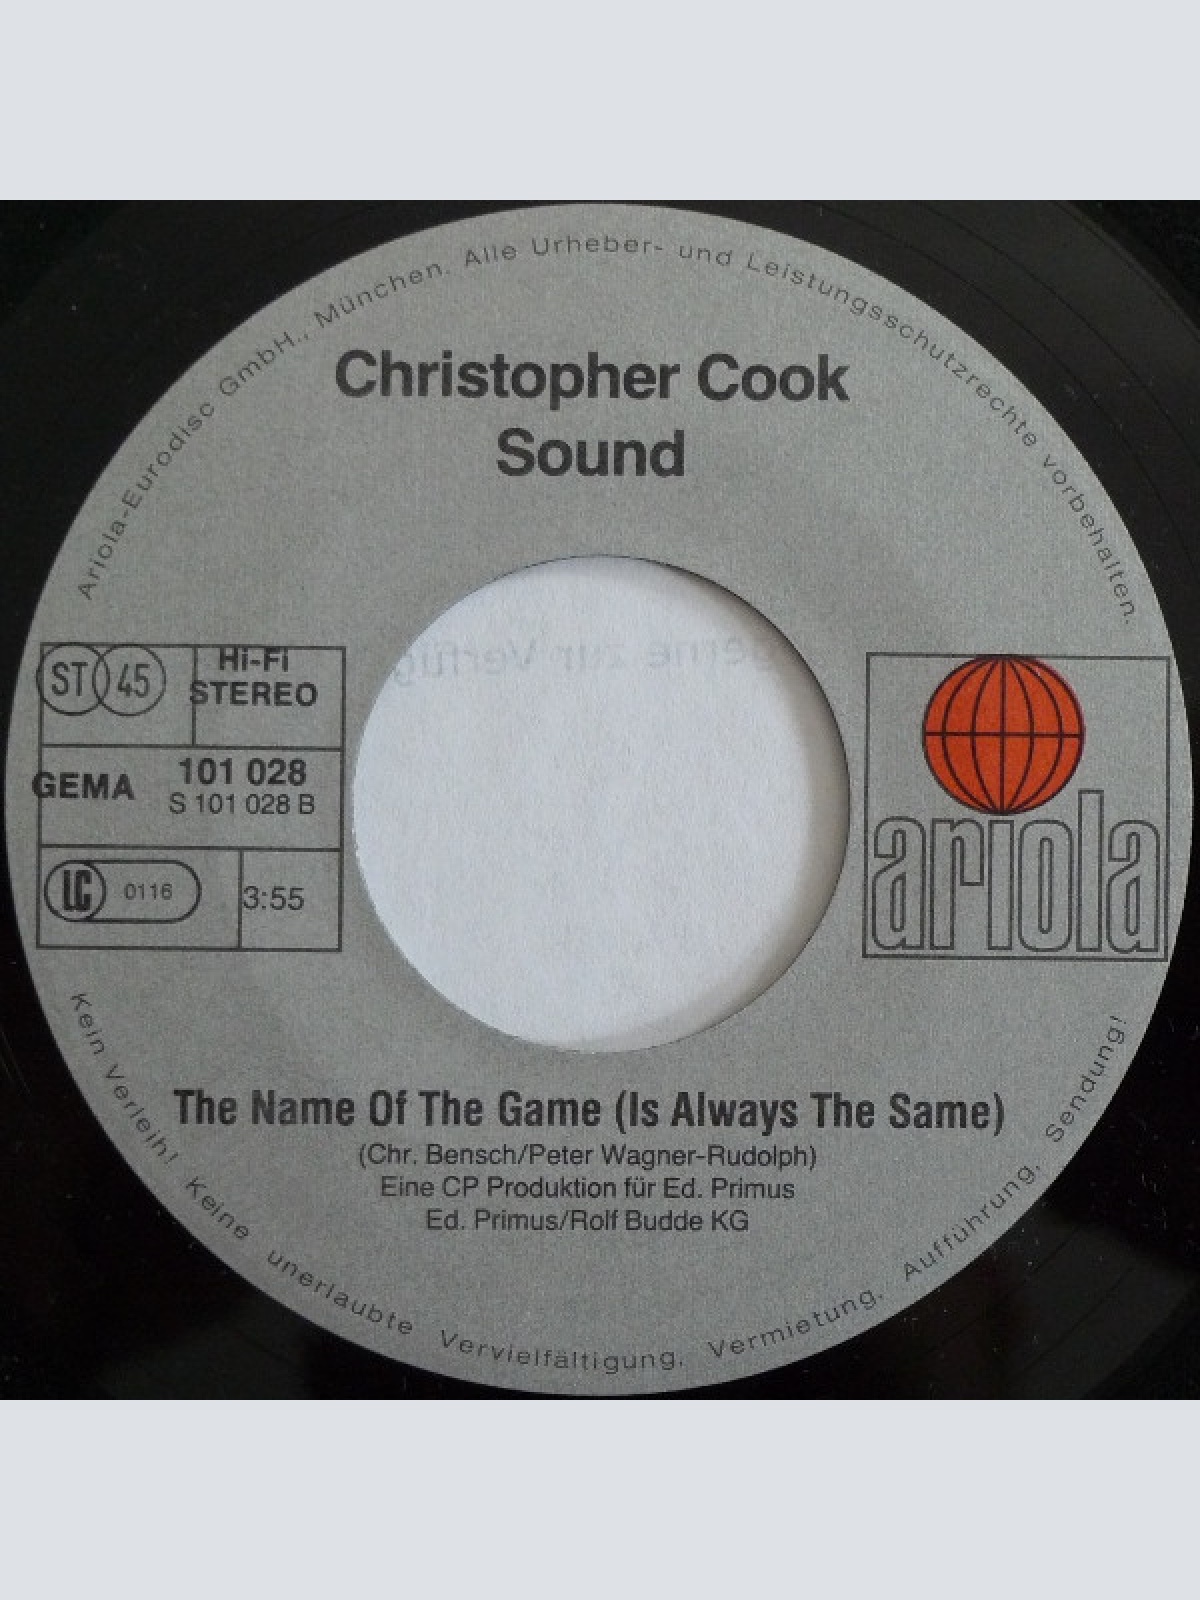 Ariola-Eurodisc GmbH., München. Alle Urheber- und Leistungsschutzrechte vorbehalten.
Christopher Cook
Sound
gerne zur Verfüg
ST 45
Hi-Fi
STEREO
GEMA
101 028
S 101 028 B
LC 0116
3:55
ariola
The Name Of The Game (Is Always The Same)
(Chr. Bensch/Peter Wagner-Rudolph)
Eine CP Produktion für Ed. Primus
Ed. Primus/Rolf Budde KG
Kein Verleih! Keine unerlaubte Vervielfältigung, Vermietung, Aufführung, Sendung!